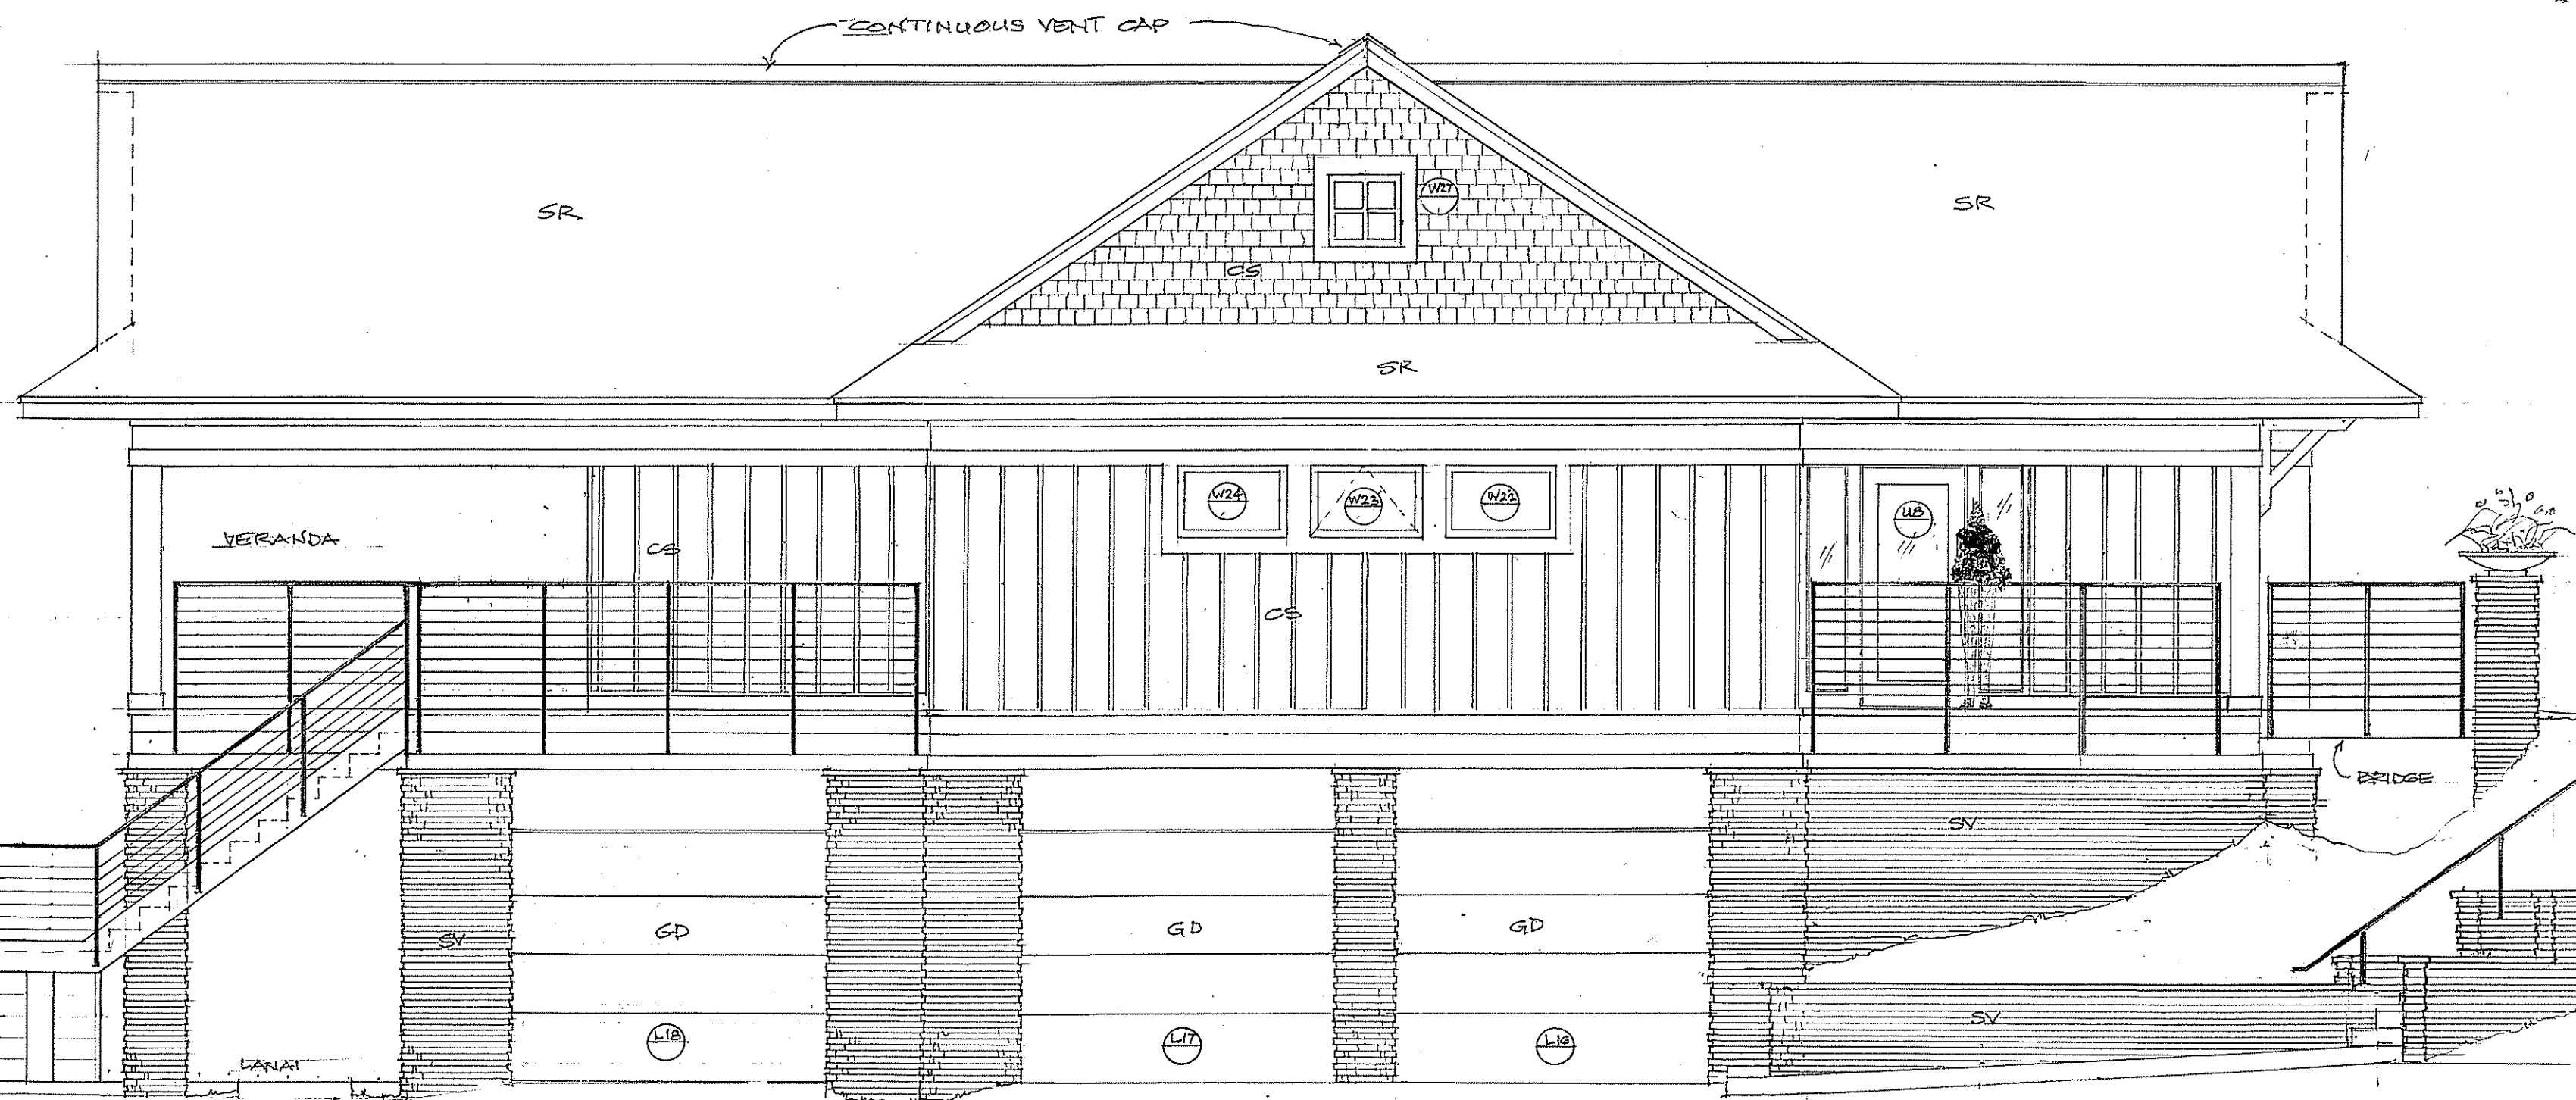 CONTINUOUS VENT CAP
W27
SR
SR
CS
SR
W24
W23
W22
U8
VERANDA
CS
CS
BRIDGE
SV
GD
GD
GD
SV
SV
L18
L17
L16
LANAI